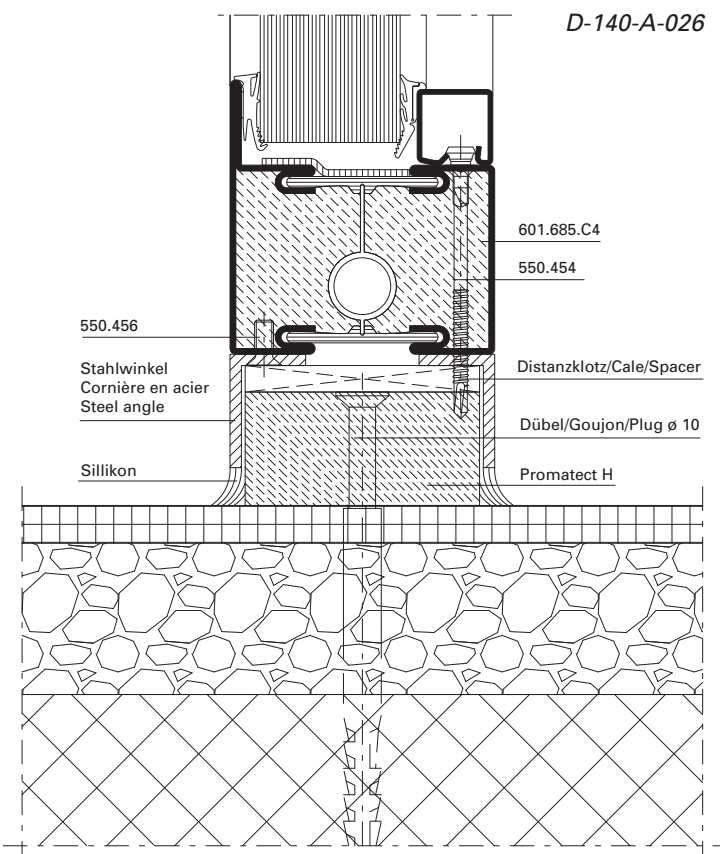 D-140-A-026
601.685.C4
550.454
550.456
Stahlwinkel
Cornière en acier
Steel angle
Distanzklotz/Cale/Spacer
Dübel/Goujon/Plug ø 10
Sillikon
Promatect H